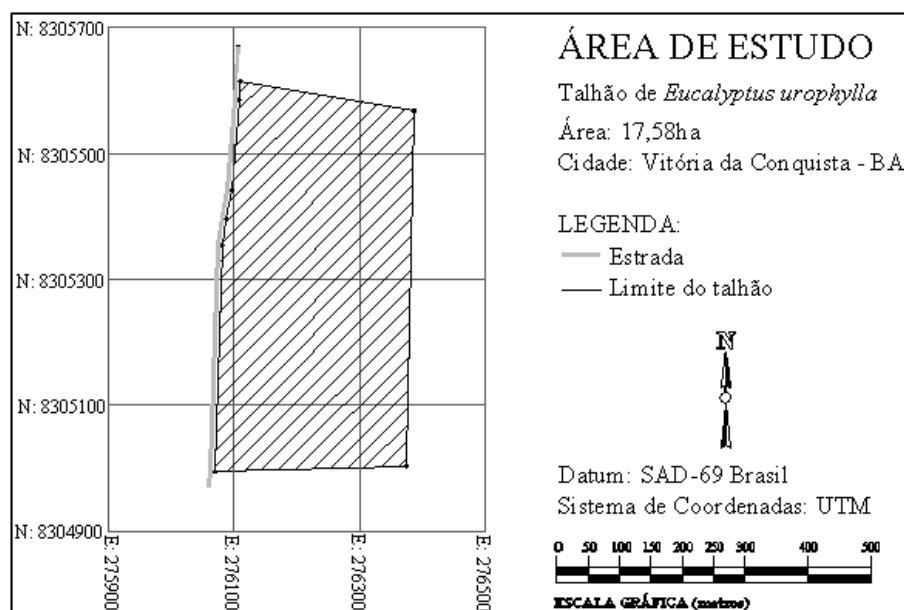 N: 8305700
N: 8305500
N: 8305300
N: 8305100
N: 8304900
E: 275900
E: 276100
E: 276300
E: 276500
ÁREA DE ESTUDO
Talhão de Eucalyptus urophylla
Área: 17,58ha
Cidade: Vitória da Conquista - BA
LEGENDA:
Estrada
Limite do talhão
N
Datum: SAD-69 Brasil
Sistema de Coordenadas: UTM
0 50 100 150 200 250 300 400 500
ESCALA GRÁFICA (metros)